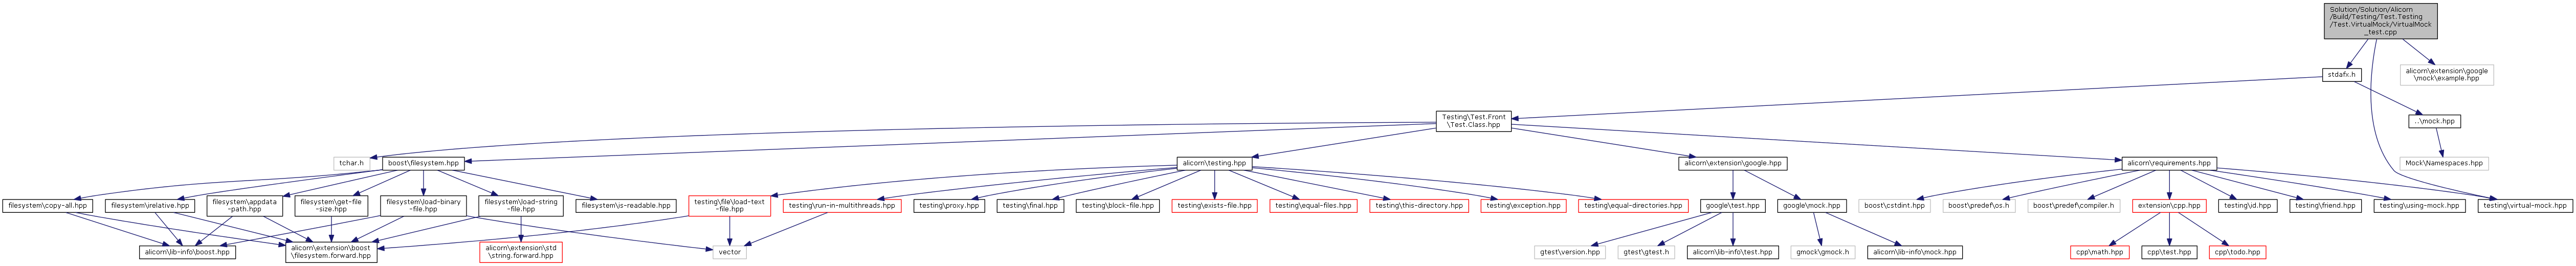 Solution/Solution/Alicorn
/Build/Testing/Test.Testing
/Test.VirtualMock/VirtualMock
_test.cpp
stdafx.h
alicorn\extension\google
\mock\example.hpp
Testing\Test.Front
\Test.Class.hpp
..\mock.hpp
tchar.h
boost\filesystem.hpp
alicorn\testing.hpp
alicorn\extension\google.hpp
alicorn\requirements.hpp
Mock\Namespaces.hpp
filesystem\copy-all.hpp
filesystem\relative.hpp
filesystem\appdata
-path.hpp
filesystem\get-file
-size.hpp
filesystem\load-binary
-file.hpp
filesystem\load-string
-file.hpp
filesystem\is-readable.hpp
testing\file\load-text
-file.hpp
testing\run-in-multithreads.hpp
testing\proxy.hpp
testing\final.hpp
testing\block-file.hpp
testing\exists-file.hpp
testing\equal-files.hpp
testing\this-directory.hpp
testing\exception.hpp
testing\equal-directories.hpp
google\test.hpp
google\mock.hpp
boost\cstdint.hpp
boost\predef\os.h
boost\predef\compiler.h
extension\cpp.hpp
testing\id.hpp
testing\friend.hpp
testing\using-mock.hpp
testing\virtual-mock.hpp
alicorn\lib-info\boost.hpp
alicorn\extension\boost
\filesystem.forward.hpp
alicorn\extension\std
\string.forward.hpp
vector
gtest\version.hpp
gtest\gtest.h
alicorn\lib-info\test.hpp
gmock\gmock.h
alicorn\lib-info\mock.hpp
cpp\math.hpp
cpp\test.hpp
cpp\todo.hpp